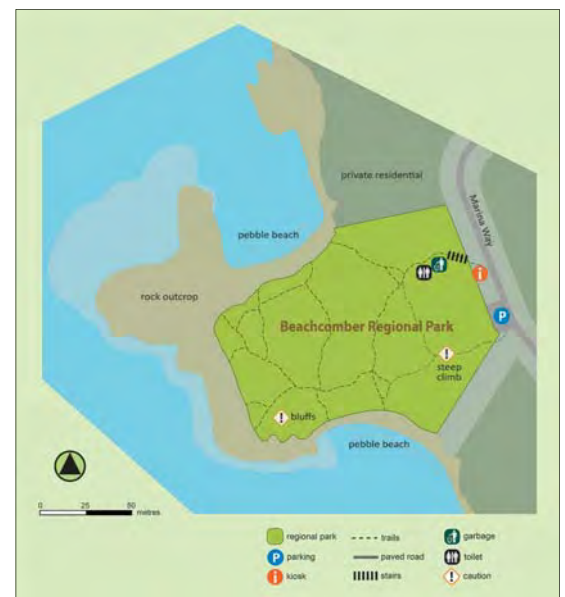 private residential
Marina Way
pebble beach
rock outcrop
Beachcomber Regional Park
steep
climb
bluffs
pebble beach
0 25 50
metres
regional park
trails
garbage
P parking
paved road
toilet
i kiosk
stairs
! caution